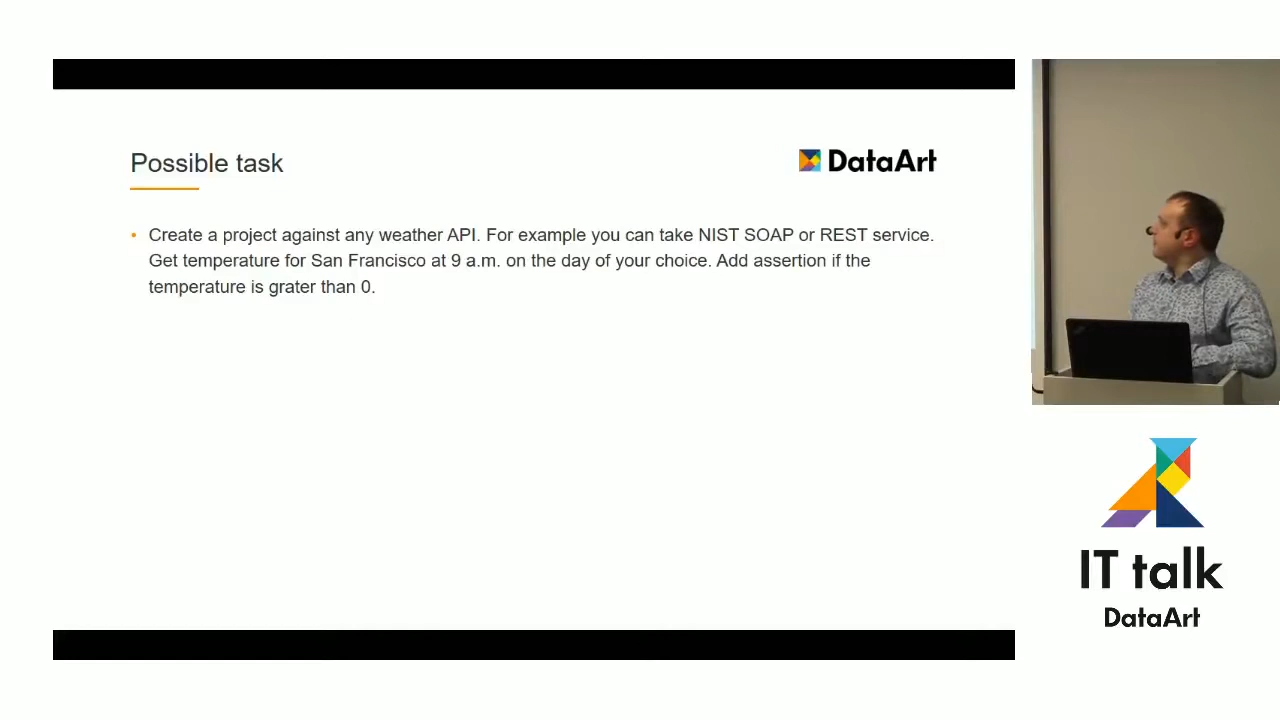 Possible task
DataArt
• Create a project against any weather API. For example you can take NIST SOAP or REST service.
Get temperature for San Francisco at 9 a.m. on the day of your choice. Add assertion if the
temperature is grater than 0.
IT talk
DataArt